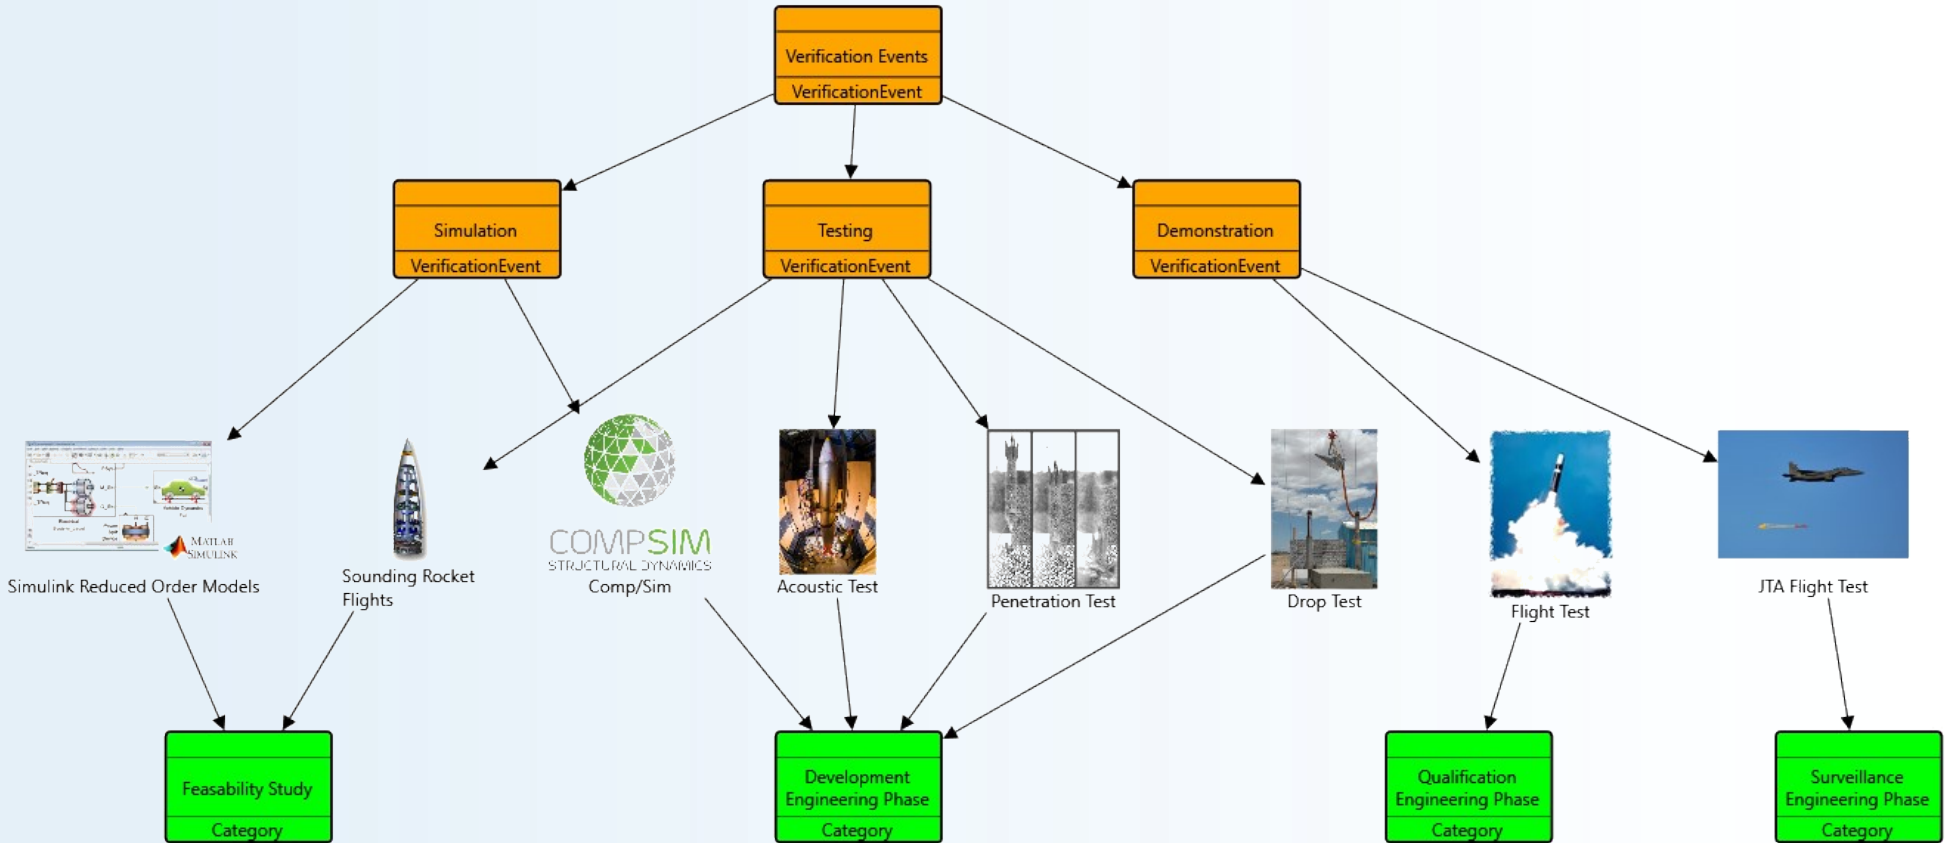 Verification Events
VerificationEvent
Simulation
VerificationEvent
Testing
VerificationEvent
Demonstration
VerificationEvent
MATLAB
SIMULINK
Simulink Reduced Order Models
Sounding Rocket
Flights
COMPSIM
STRUCTURAL DYNAMICS
Comp/Sim
Acoustic Test
Penetration Test
Drop Test
Flight Test
JTA Flight Test
Feasability Study
Category
Development
Engineering Phase
Category
Qualification
Engineering Phase
Category
Surveillance
Engineering Phase
Category